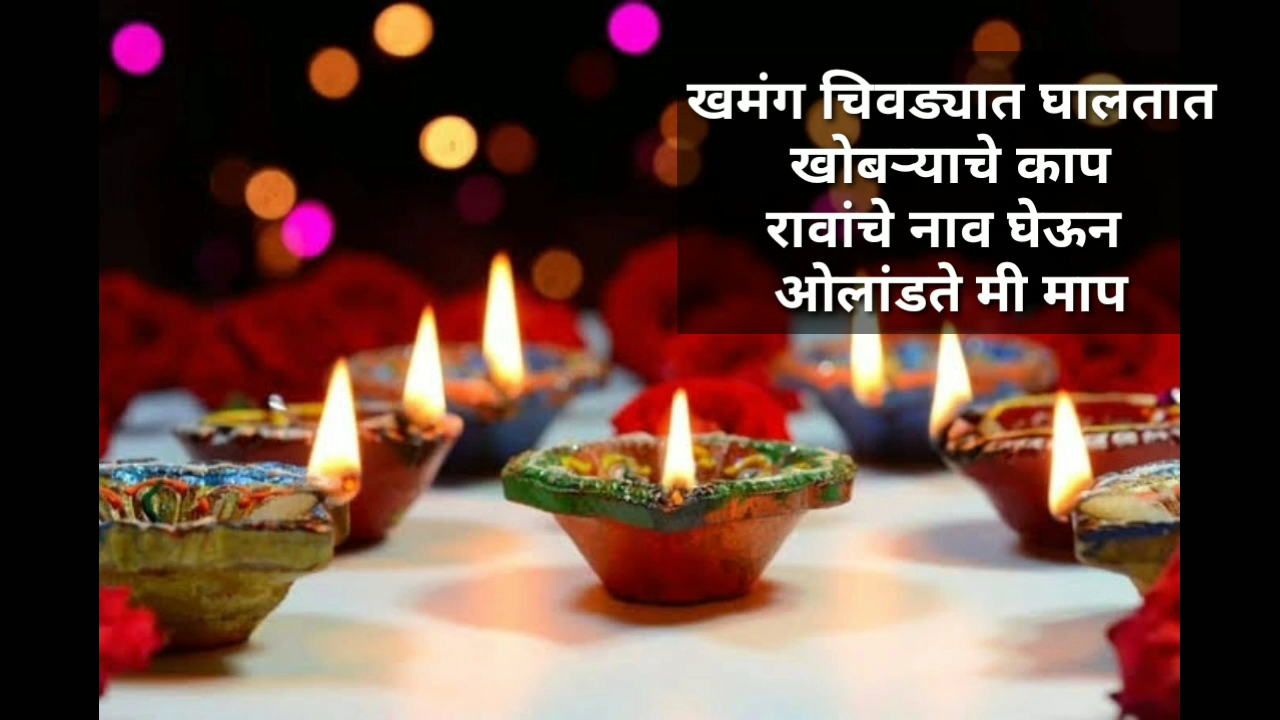 खमंग चिवड्यात घालतात
खोबऱ्याचे काप
रावांचे नाव घेऊन
ओलांडते मी माप